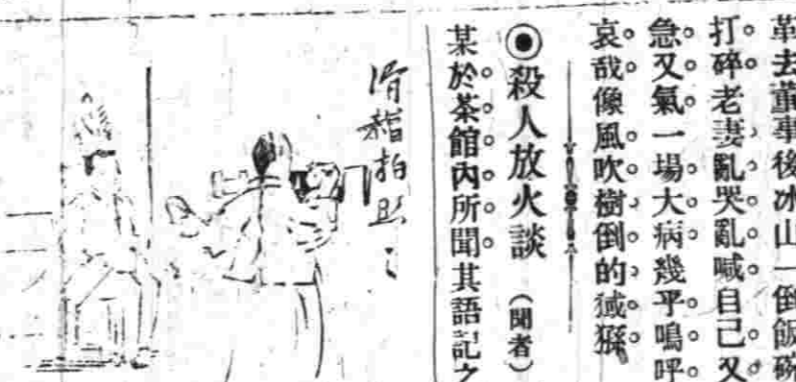 革去董事後冰山一倒飯碗
打碎老妻亂哭亂喊自己又
急又氣一場大病幾乎嗚呼
哀哉像風吹樹倒的猢猻
◉殺人放火談（聞者）
某於茶館內所聞其語記之
滑稽拍照